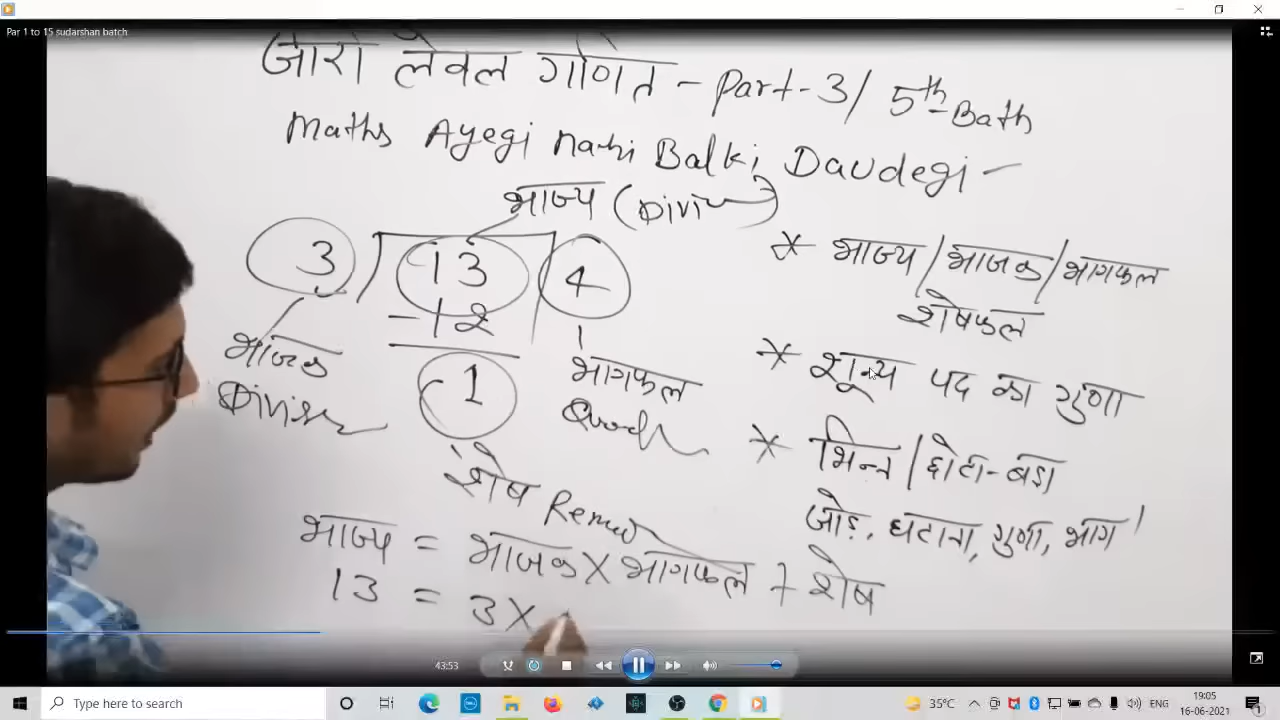 Par 1 to 15 sudarshan batch
जीरो लेवल गणित - Part-3/ 5th Bath
Maths Ayegi Nahi Balki Daudegi -
भाज्य
3 13 4
-12
1
भाजक
भागफल
शेष
भाज्य = भाजक X भागफल + शेष
13 = 3 X
* भाज्य/भाजक/भागफल
शेषफल
* शून्य पद का गुणा
* भिन्न/छोटा-बड़ा
जोड़, घटाना, गुणा, भाग
43:53
Type here to search
35°C
ENG
19:05
16-06-2021